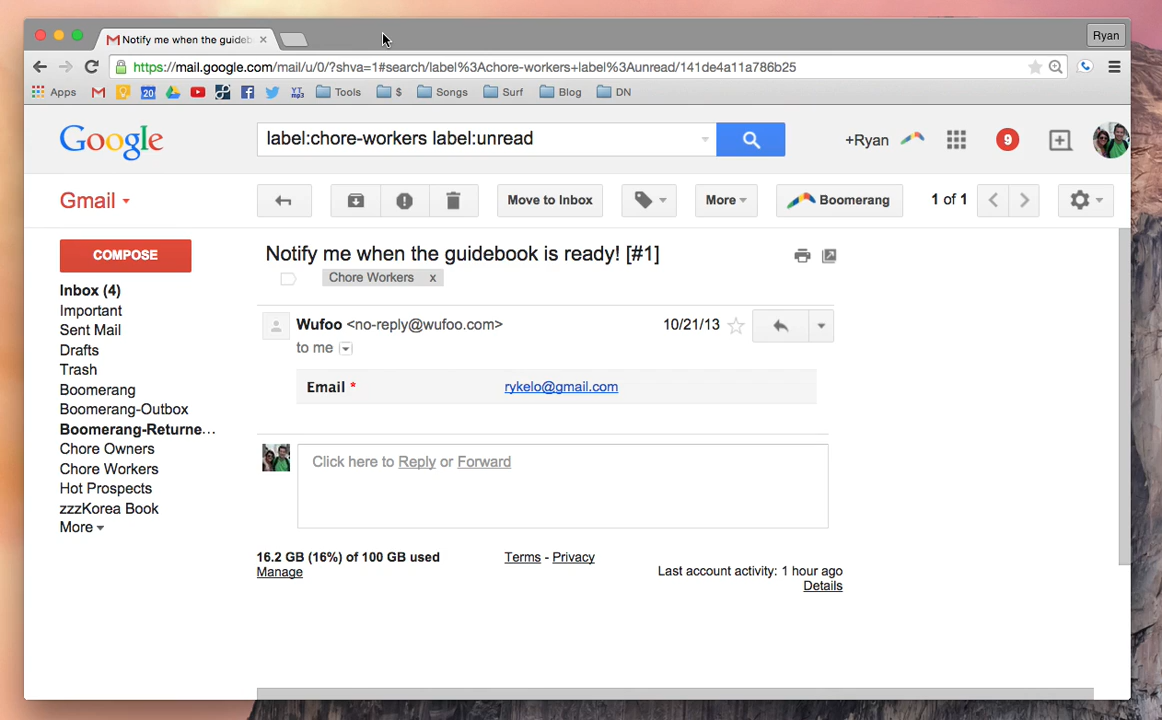 Notify me when the guideb
Ryan
https://mail.google.com/mail/u/0/?shva=1#search/label%3Achore-workers+label%3Aunread/141de4a11a786b25
Apps
20
YT mp3
Tools
$
Songs
Surf
Blog
DN
Google
label:chore-workers label:unread
+Ryan
9
Gmail
Move to Inbox
More
Boomerang
1 of 1
COMPOSE
Notify me when the guidebook is ready! [#1]
Chore Workers x
Inbox (4)
Important
Sent Mail
Drafts
Trash
Boomerang
Boomerang-Outbox
Boomerang-Returne...
Chore Owners
Chore Workers
Hot Prospects
zzzKorea Book
More
Wufoo <no-reply@wufoo.com>
10/21/13
to me
Email *
rykelo@gmail.com
Click here to Reply or Forward
16.2 GB (16%) of 100 GB used
Manage
Terms - Privacy
Last account activity: 1 hour ago
Details